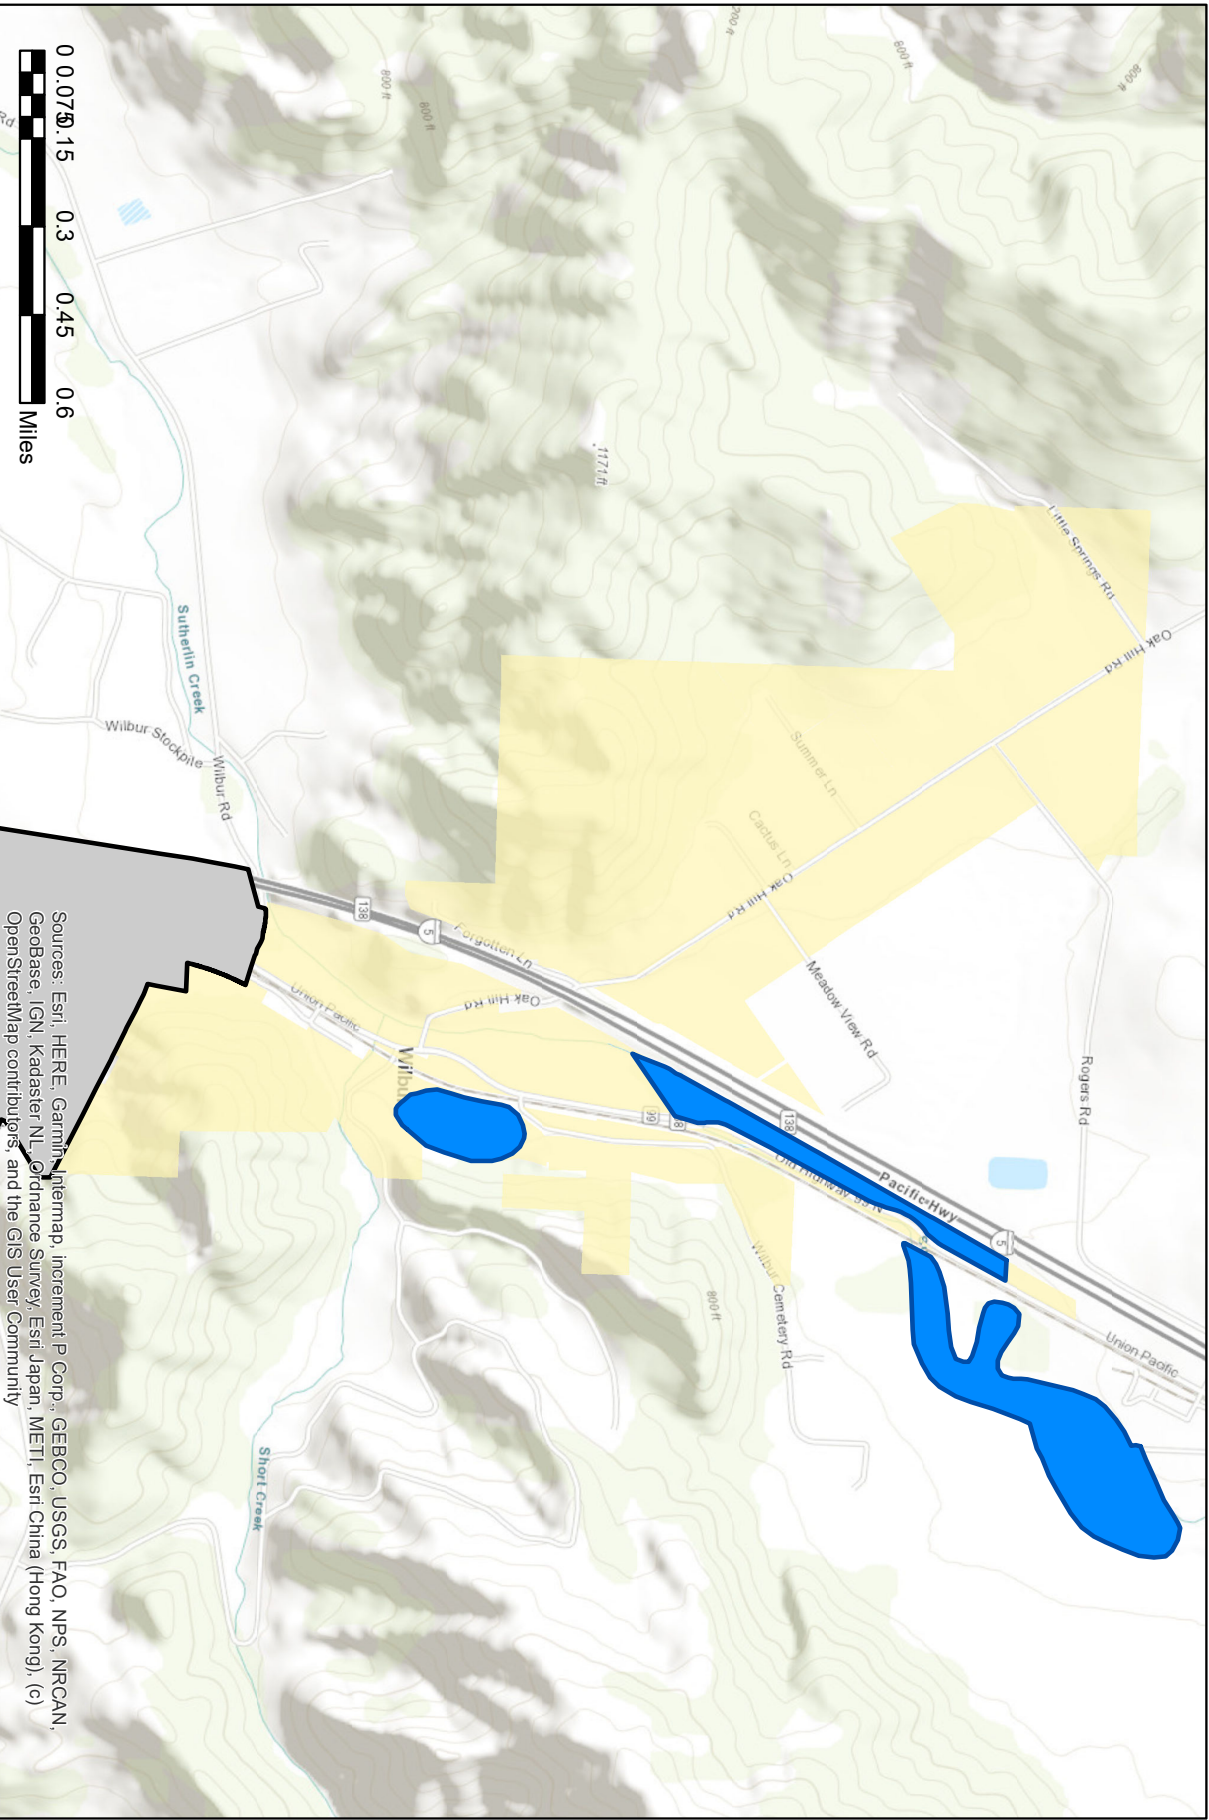 0 0.075 0.15 0.3 0.45 0.6
Miles
800 ft
800 ft
800 ft
800 ft
1171 ft
Little Springs Rd
Oak Hill Rd
Summer Ln
Cactus Ln
Oak Hill Rd
Meadow View Rd
Rogers Rd
Sutherlin Creek
Wilbur Stockpile
Wilbur Rd
138
5
Forgotten Ln
Oak Hill Rd
Union Pacific
Wilbu
99
138
Old Highway 99 N
Pacific Hwy
5
Union Pacific
Wilbur Cemetery Rd
800 ft
Short Creek
Rd
Sources: Esri, HERE, Garmin, Intermap, increment P Corp., GEBCO, USGS, FAO, NPS, NRCAN,
GeoBase, IGN, Kadaster NL, Ordnance Survey, Esri Japan, METI, Esri China (Hong Kong), (c)
OpenStreetMap contributors, and the GIS User Community